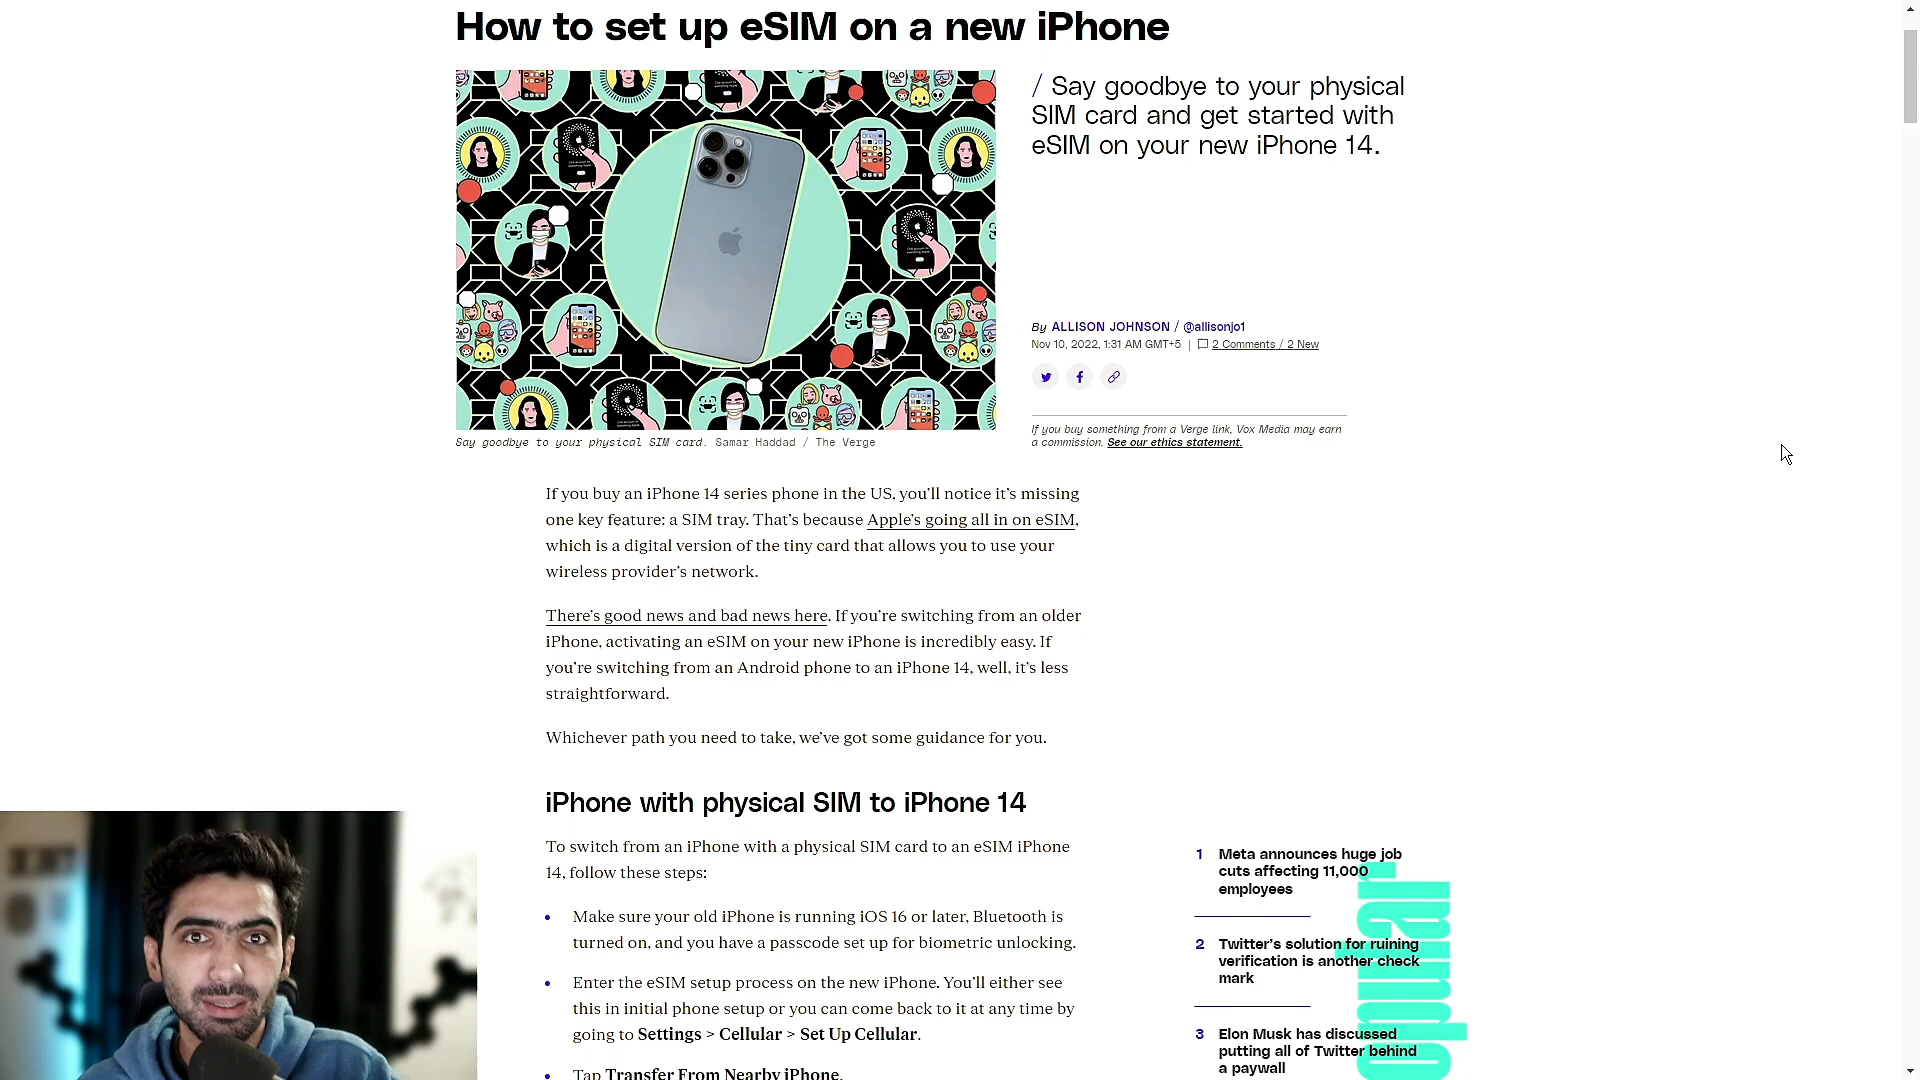 How to set up eSIM on a new iPhone
/ Say goodbye to your physical
SIM card and get started with
eSIM on your new iPhone 14.
By ALLISON JOHNSON / @allisonjo1
Nov 10, 2022, 1:31 AM GMT+5 | 2 Comments / 2 New
If you buy something from a Verge link, Vox Media may earn
a commission. See our ethics statement.
Say goodbye to your physical SIM card. Samar Haddad / The Verge
If you buy an iPhone 14 series phone in the US, you’ll notice it’s missing
one key feature: a SIM tray. That’s because Apple’s going all in on eSIM,
which is a digital version of the tiny card that allows you to use your
wireless provider’s network.
There’s good news and bad news here. If you’re switching from an older
iPhone, activating an eSIM on your new iPhone is incredibly easy. If
you’re switching from an Android phone to an iPhone 14, well, it’s less
straightforward.
Whichever path you need to take, we’ve got some guidance for you.
iPhone with physical SIM to iPhone 14
To switch from an iPhone with a physical SIM card to an eSIM iPhone
14, follow these steps:
• Make sure your old iPhone is running iOS 16 or later, Bluetooth is
turned on, and you have a passcode set up for biometric unlocking.
• Enter the eSIM setup process on the new iPhone. You’ll either see
this in initial phone setup or you can come back to it at any time by
going to Settings > Cellular > Set Up Cellular.
• Tap Transfer From Nearby iPhone.
1 Meta announces huge job
cuts affecting 11,000
employees
2 Twitter’s solution for ruining
verification is another check
mark
3 Elon Musk has discussed
putting all of Twitter behind
a paywall